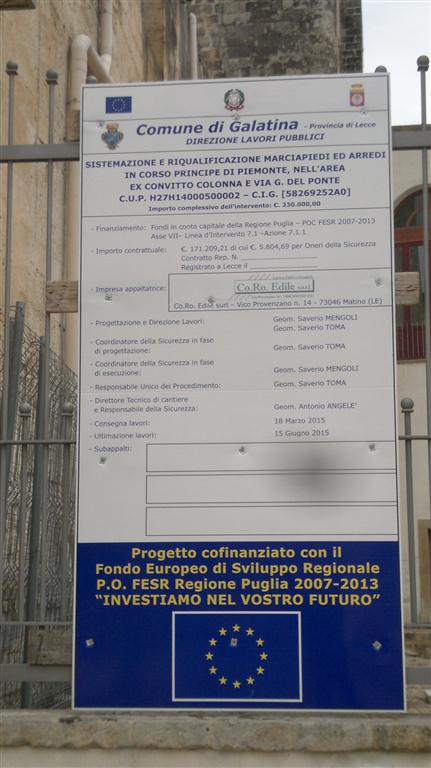 Comune di Galatina - Provincia di Lecce
DIREZIONE LAVORI PUBBLICI
SISTEMAZIONE E RIQUALIFICAZIONE MARCIAPIEDI ED ARREDI
IN CORSO PRINCIPE DI PIEMONTE, NELL'AREA
EX CONVITTO COLONNA E VIA G. DEL PONTE
C.U.P. H27H14000500002 – C.I.G. [58269252A0]
Importo complessivo dell'intervento: €. 230.000,00
- Finanziamento: Fondi in conto capitale della Regione Puglia – POC FESR 2007-2013
Asse VII– Linea d'Intervento 7.1 –Azione 7.1.1
- Importo contrattuale: €. 171.209,21 di cui €. 5.804,69 per Oneri della Sicurezza
Contratto Rep. N.
Registrato a Lecce il
- Impresa appaltatrice: Co.Ro. Edile s.u.r.l.
Co.Ro. Edile surl – Vico Provenzano n. 14 - 73046 Matino (LE)
- Progettazione e Direzione Lavori: Geom. Saverio MENGOLI
Geom. Saverio TOMA
- Coordinatore della Sicurezza in fase
di progettazione: Geom. Saverio TOMA
- Coordinatore della Sicurezza in fase
di esecuzione: Geom. Saverio MENGOLI
- Responsabile Unico del Procedimento: Geom. Saverio TOMA
- Direttore Tecnico di cantiere
e Responsabile della Sicurezza: Geom. Antonio ANGELE'
- Consegna lavori: 18 Marzo 2015
- Ultimazione lavori: 15 Giugno 2015
- Subappalti:
Progetto cofinanziato con il
Fondo Europeo di Sviluppo Regionale
P.O. FESR Regione Puglia 2007-2013
"INVESTIAMO NEL VOSTRO FUTURO"